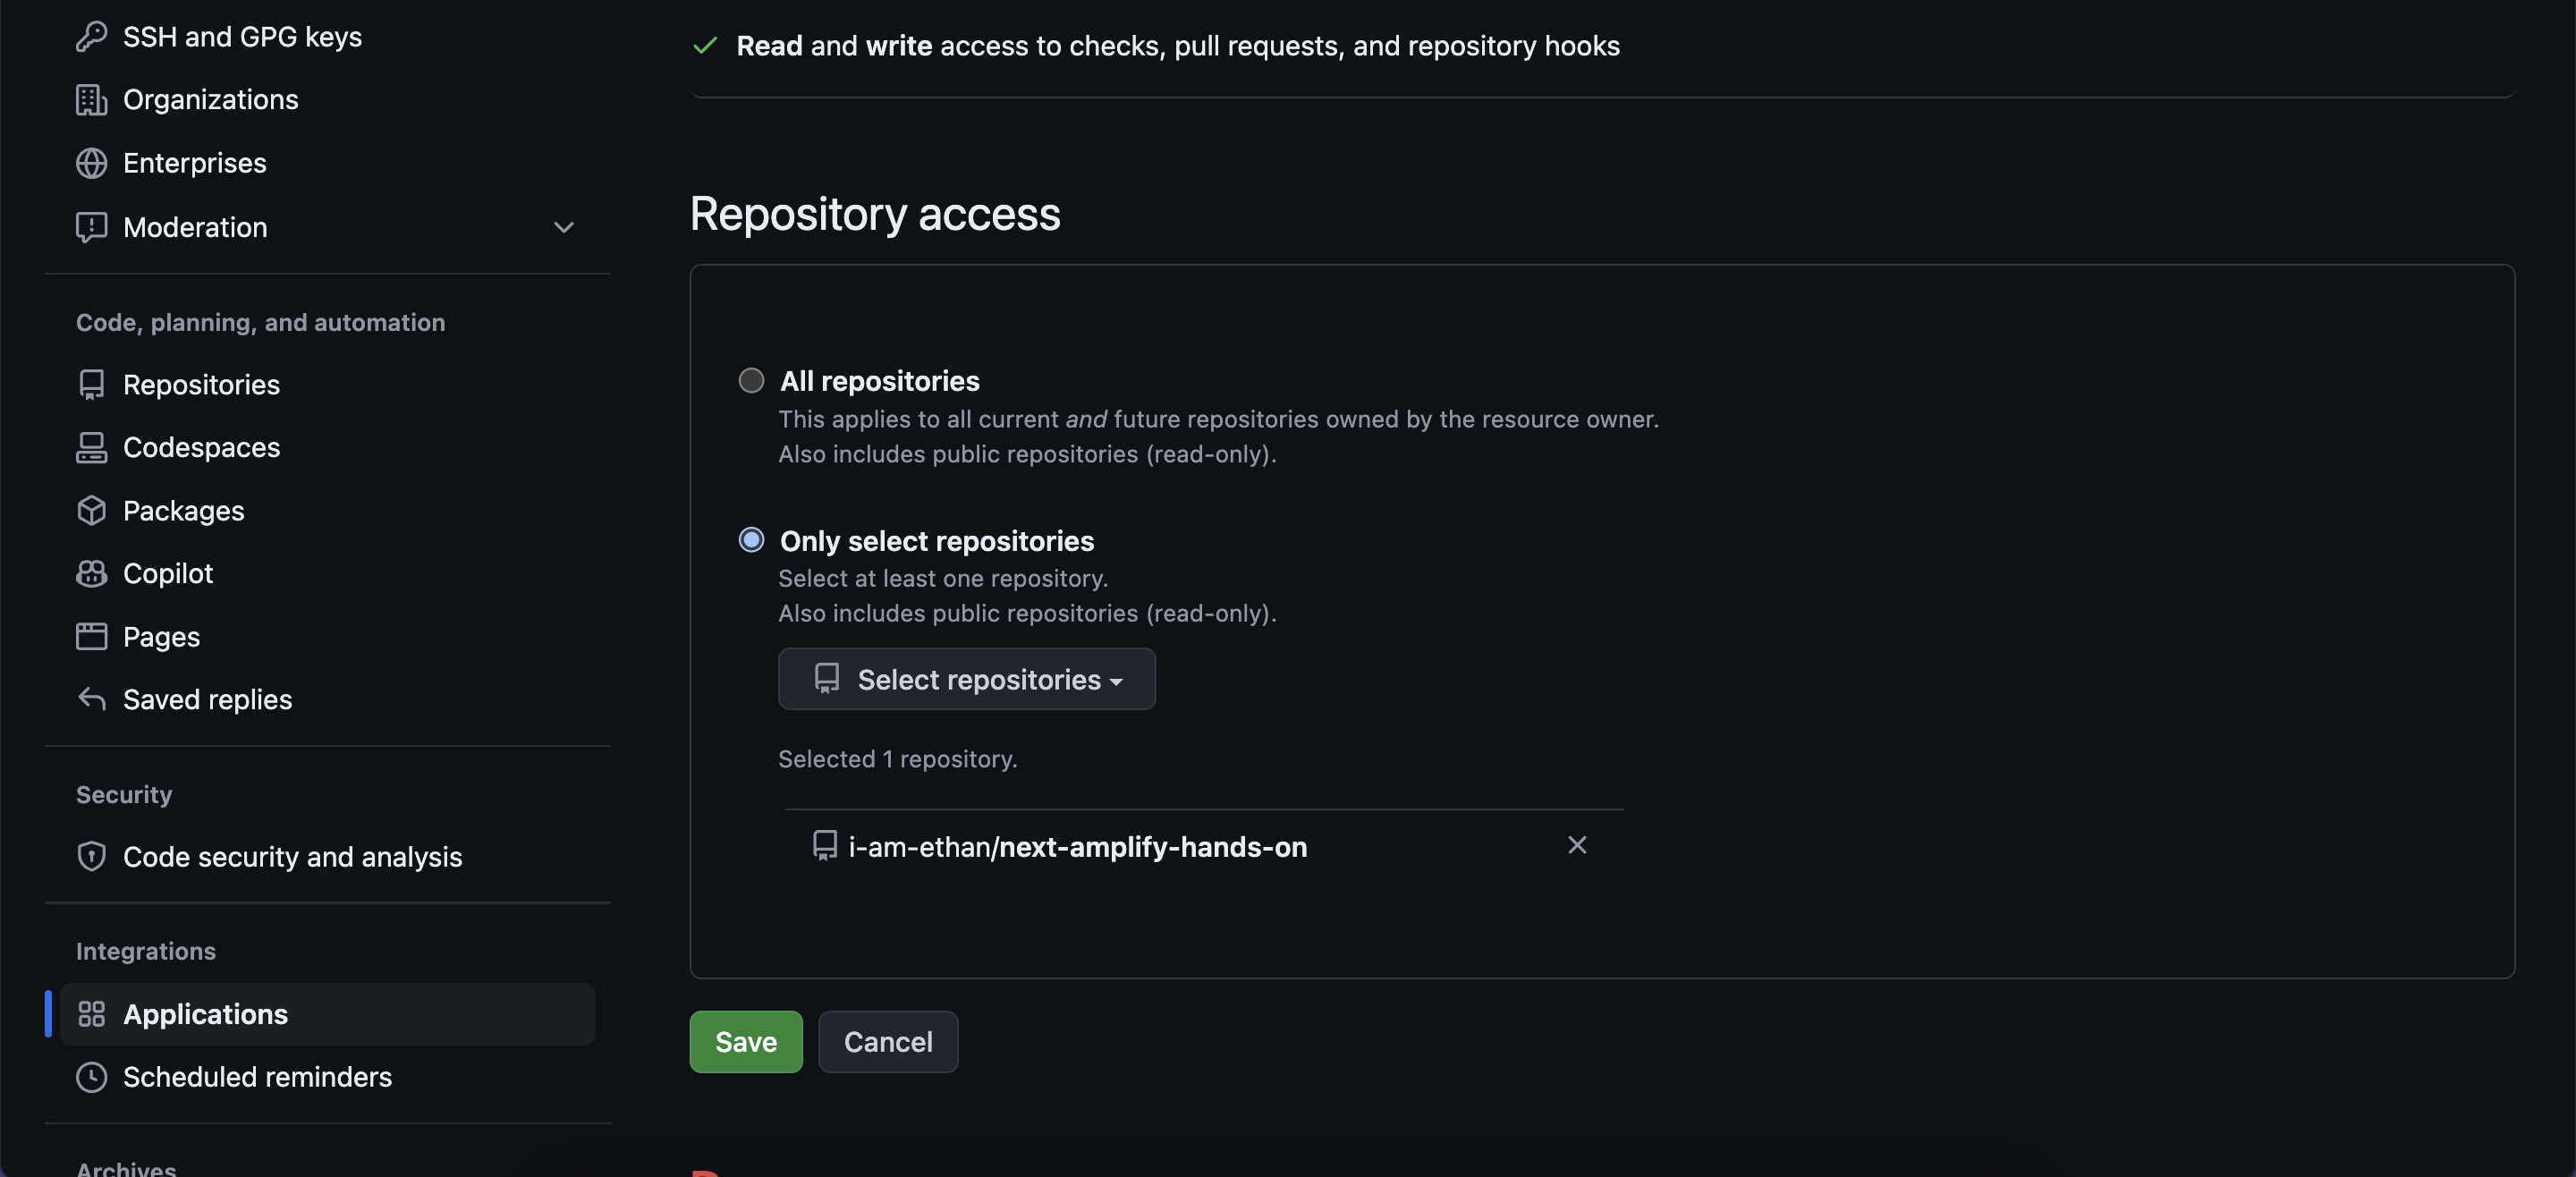 SSH and GPG keys
Organizations
Enterprises
Moderation
Code, planning, and automation
Repositories
Codespaces
Packages
Copilot
Pages
Saved replies
Security
Code security and analysis
Integrations
Applications
Scheduled reminders
Archives
Read and write access to checks, pull requests, and repository hooks
Repository access
All repositories
This applies to all current and future repositories owned by the resource owner.
Also includes public repositories (read-only).
Only select repositories
Select at least one repository.
Also includes public repositories (read-only).
Select repositories
Selected 1 repository.
i-am-ethan/next-amplify-hands-on
Save
Cancel